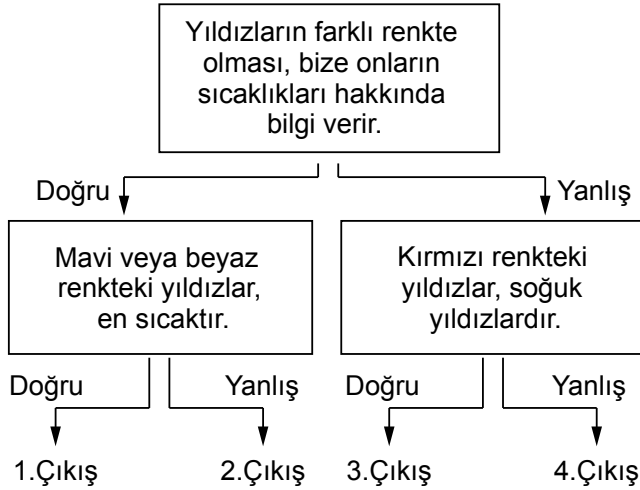 Yıldızların farklı renkte
olması, bize onların
sıcaklıkları hakkında
bilgi verir.
Doğru
Yanlış
Mavi veya beyaz
renkteki yıldızlar,
en sıcaktır.
Kırmızı renkteki
yıldızlar, soğuk
yıldızlardır.
Doğru
Yanlış
Doğru
Yanlış
1.Çıkış
2.Çıkış
3.Çıkış
4.Çıkış